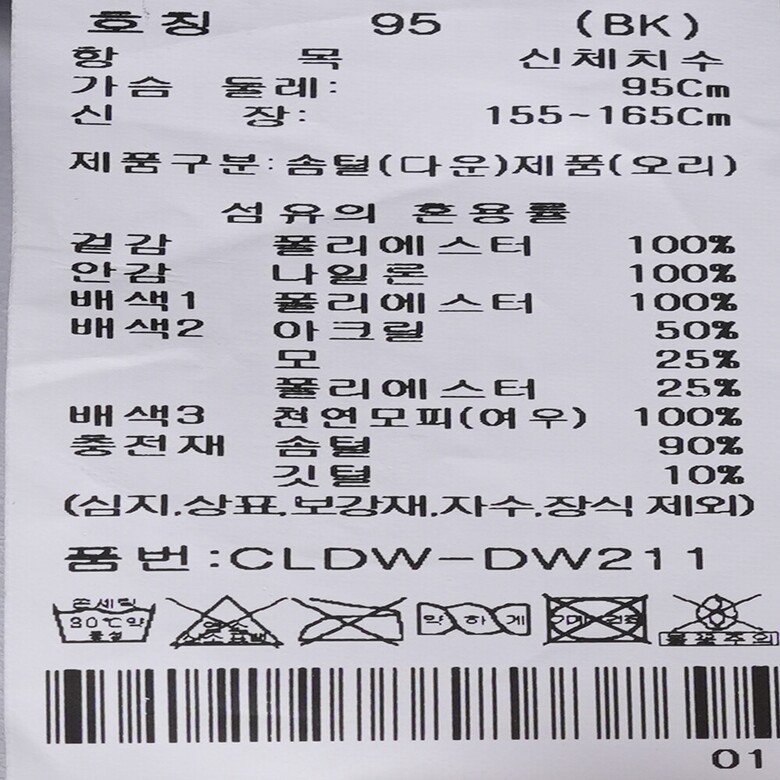 호칭 95 (BK)
항 목 신체치수
가슴 둘레: 95Cm
신 장: 155~165Cm
제품구분:솜털(다운)제품(오리)
섬유의 혼용률
겉감 폴리에스터 100%
안감 나일론 100%
배색1 폴리에스터 100%
배색2 아크릴 50%
모 25%
폴리에스터 25%
배색3 천연모피(여우) 100%
충전재 솜털 90%
깃털 10%
(심지,상표,보강재,자수,장식 제외)
품번:CLDW-DW211
손세탁
30℃약 약하게
중성
불꽃주의
01